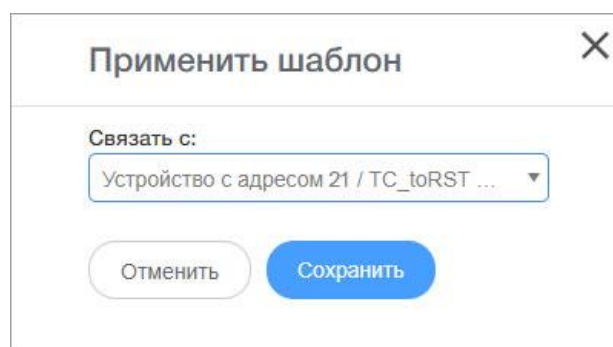 Применить шаблон
Связать с:
Устройство с адресом 21 / TC_toRST ...
Отменить
Сохранить